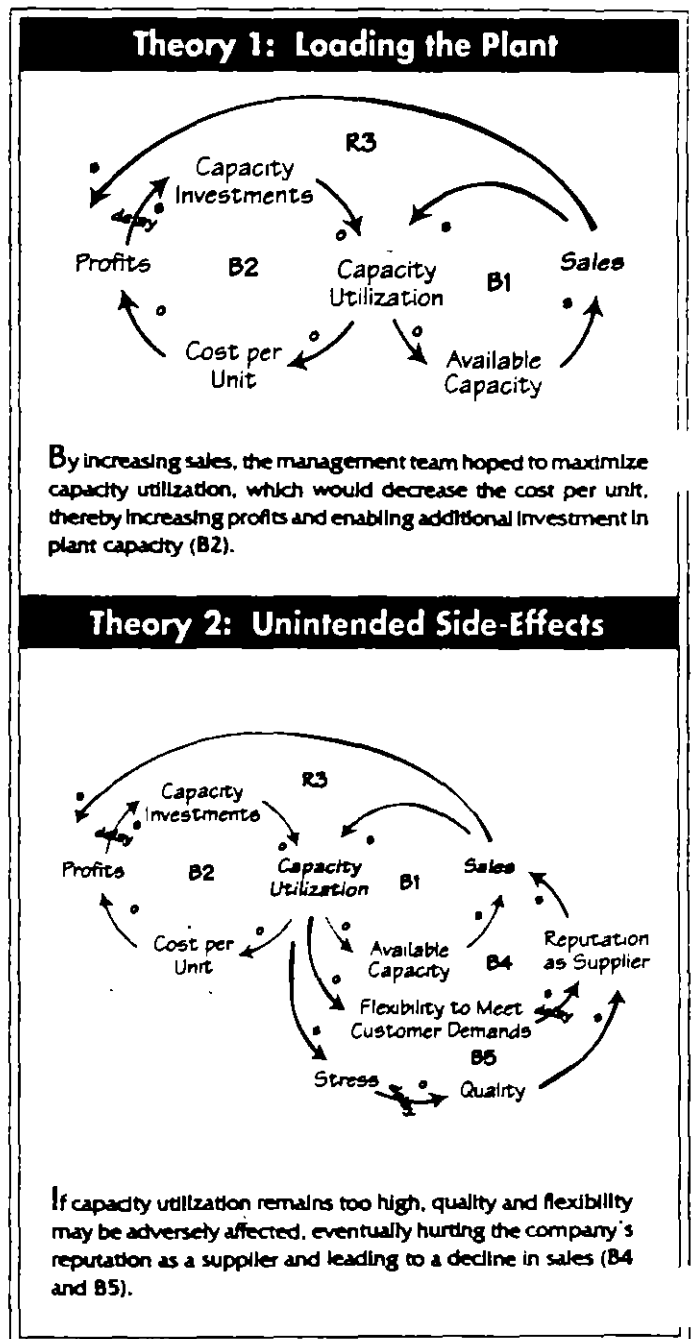 Theory 1: Loading the Plant
R3
s
Capacity
Investments
delay
s
o
s
Profits
B2
Capacity
Utilization
B1
Sales
s
o
o
o
Cost per
Unit
Available
Capacity
By increasing sales, the management team hoped to maximize
capacity utilization, which would decrease the cost per unit,
thereby increasing profits and enabling additional investment in
plant capacity (B2).
Theory 2: Unintended Side-Effects
R3
s
Capacity
Investments
delay
s
o
s
Profits
B2
Capacity
Utilization
B1
Sales
s
o
o
o
s
Cost per
Unit
Available
Capacity
B4
Reputation
as Supplier
o
Flexibility to Meet
Customer Demands
s
delay
s
s
B5
Stress
o
Quality
If capacity utilization remains too high, quality and flexibility
may be adversely affected, eventually hurting the company's
reputation as a supplier and leading to a decline in sales (B4
and B5).